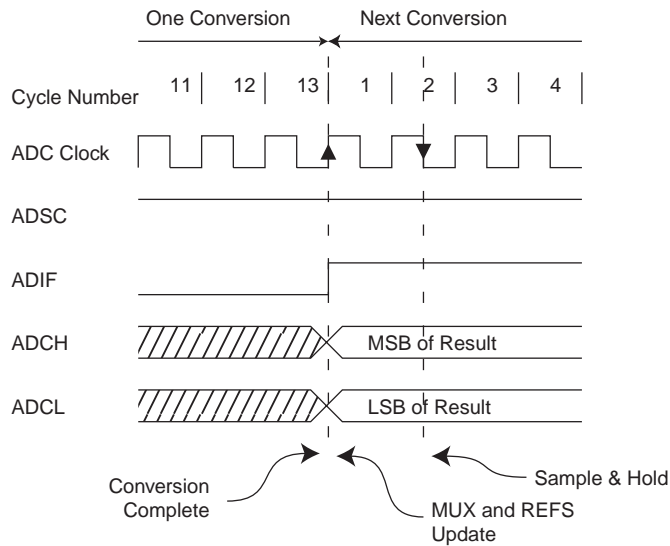 One Conversion Next Conversion
Cycle Number 11 12 13 1 2 3 4
ADC Clock
ADSC
ADIF
ADCH MSB of Result
ADCL LSB of Result
Conversion
Complete
MUX and REFS
Update
Sample & Hold